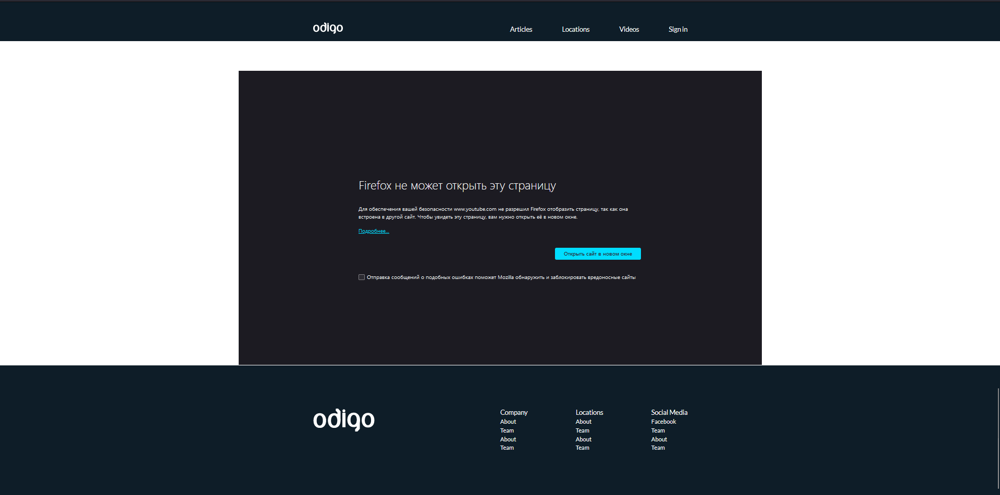 odigo
Articles Locations Videos Sign in
Firefox не может открыть эту страницу
Для обеспечения вашей безопасности www.youtube.com не разрешил Firefox отобразить страницу, так как она
встроена в другой сайт. Чтобы увидеть эту страницу, вам нужно открыть её в новом окне.
Подробнее...
Открыть сайт в новом окне
Отправка сообщений о подобных ошибках поможет Mozilla обнаружить и заблокировать вредоносные сайты
odigo
Company
About
Team
About
Team
Locations
About
Team
About
Team
Social Media
Facebook
Team
About
Team